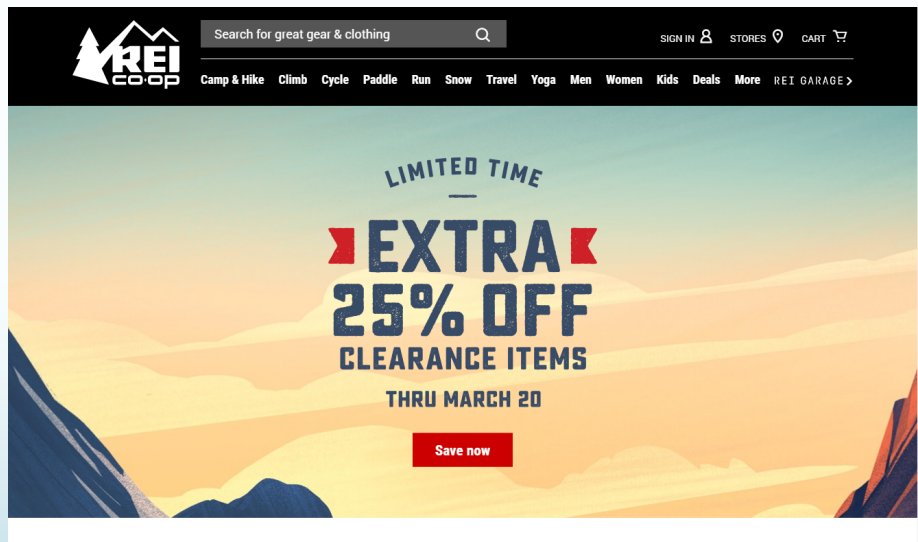 REI
CO·OP
Search for great gear & clothing
SIGN IN
STORES
CART
Camp & Hike Climb Cycle Paddle Run Snow Travel Yoga Men Women Kids Deals More REI GARAGE
LIMITED TIME
EXTRA
25% OFF
CLEARANCE ITEMS
THRU MARCH 20
Save now